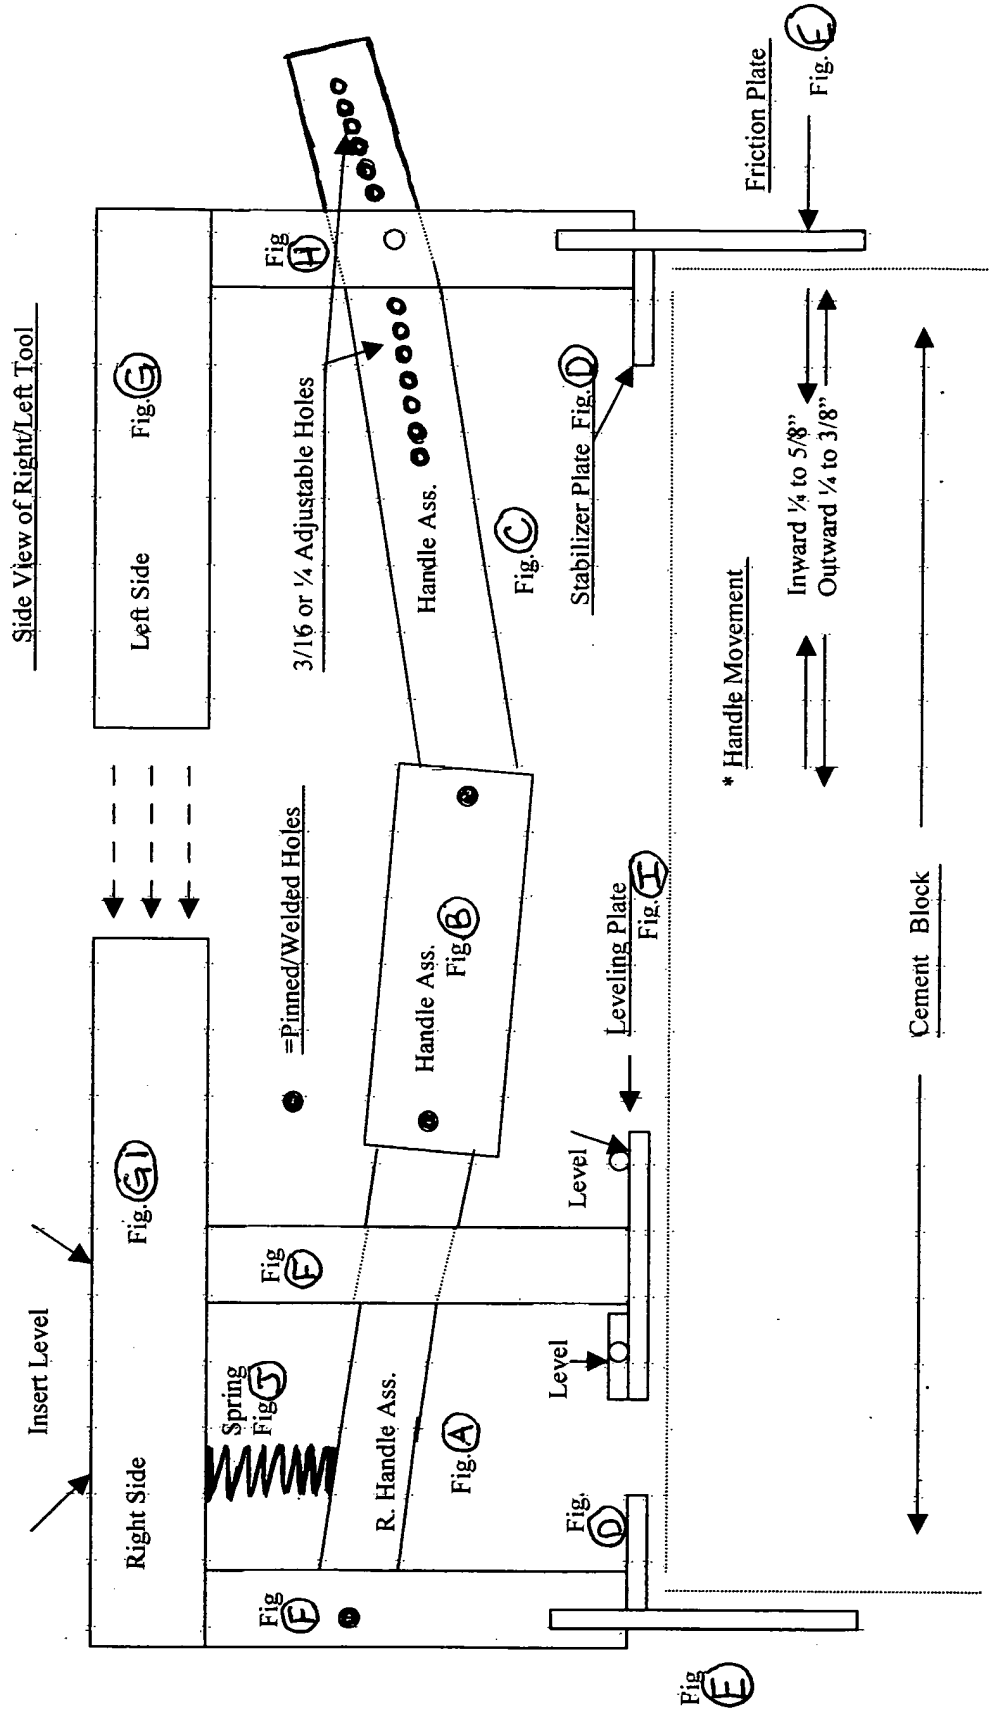 Side View of Right/Left Tool
Insert Level
Right Side
Fig. G1
Left Side
Fig. G
Spring
Fig J
Fig F
Fig F
=Pinned/Welded Holes
3/16 or ¼ Adjustable Holes
Fig H
R. Handle Ass.
Fig. A
Handle Ass.
Fig B
Handle Ass.
Fig. C
Level
Level
Fig. D
Leveling Plate
Fig. I
Stabilizer Plate Fig. D
Fig E
Friction Plate
Fig. E
* Handle Movement
Inward ¼ to 5/8”
Outward ¼ to 3/8”
Cement Block